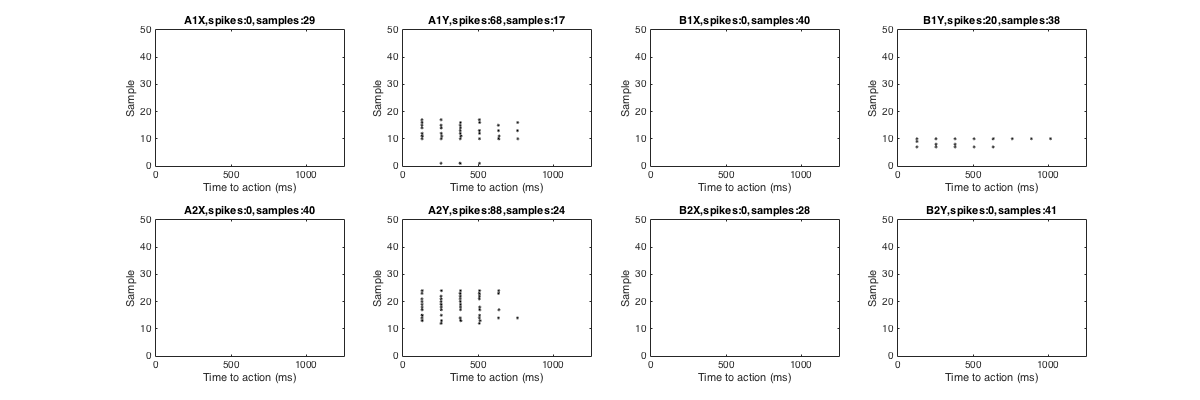 A1X,spikes:0,samples:29
A1Y,spikes:68,samples:17
B1X,spikes:0,samples:40
B1Y,spikes:20,samples:38
50
40
30
20
10
0
Sample
0 500 1000
Time to action (ms)
50
40
30
20
10
0
Sample
0 500 1000
Time to action (ms)
50
40
30
20
10
0
Sample
0 500 1000
Time to action (ms)
50
40
30
20
10
0
Sample
0 500 1000
Time to action (ms)
A2X,spikes:0,samples:40
A2Y,spikes:88,samples:24
B2X,spikes:0,samples:28
B2Y,spikes:0,samples:41
50
40
30
20
10
0
Sample
0 500 1000
Time to action (ms)
50
40
30
20
10
0
Sample
0 500 1000
Time to action (ms)
50
40
30
20
10
0
Sample
0 500 1000
Time to action (ms)
50
40
30
20
10
0
Sample
0 500 1000
Time to action (ms)